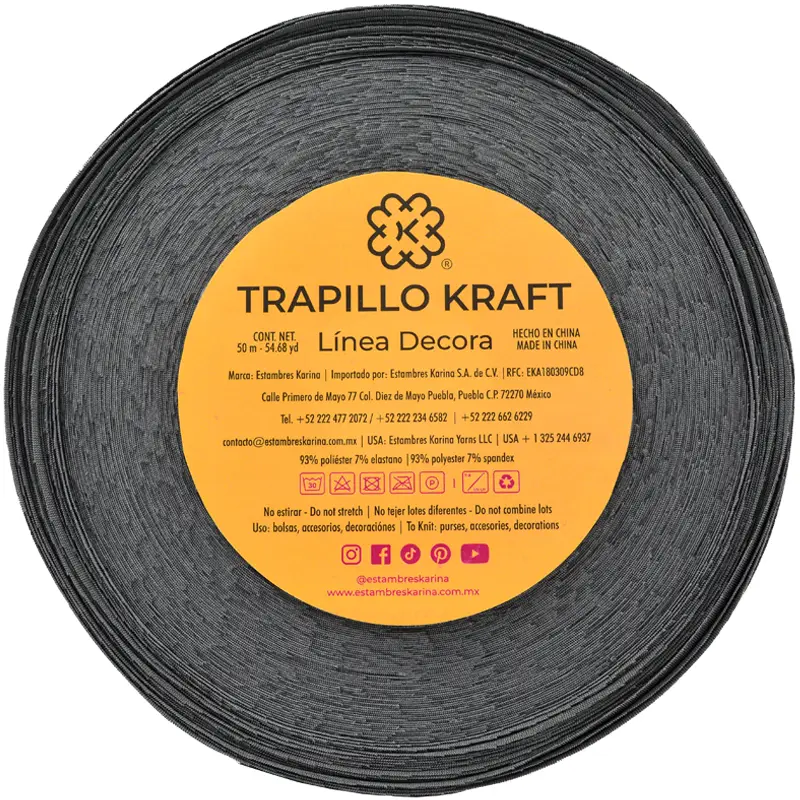 K
®
TRAPILLO KRAFT
CONT. NET.
50 m - 54.68 yd
Línea Decora
HECHO EN CHINA
MADE IN CHINA
Marca: Estambres Karina | Importado por: Estambres Karina S.A. de C.V. | RFC: EKA180309CD8
Calle Primero de Mayo 77 Col. Diez de Mayo Puebla, Puebla C.P. 72270 México
Tel. +52 222 477 2072 / +52 222 234 6582 | +52 222 662 6229
contacto@estambreskarina.com.mx | USA: Estambres Karina Yarns LLC | USA + 1 325 244 6937
93% poliéster 7% elastano | 93% polyester 7% spandex
30 P
No estirar - Do not stretch | No tejer lotes diferentes - Do not combine lots
Uso: bolsas, accesorios, decoraciónes | To Knit: purses, accesories, decorations
@estambreskarina
www.estambreskarina.com.mx